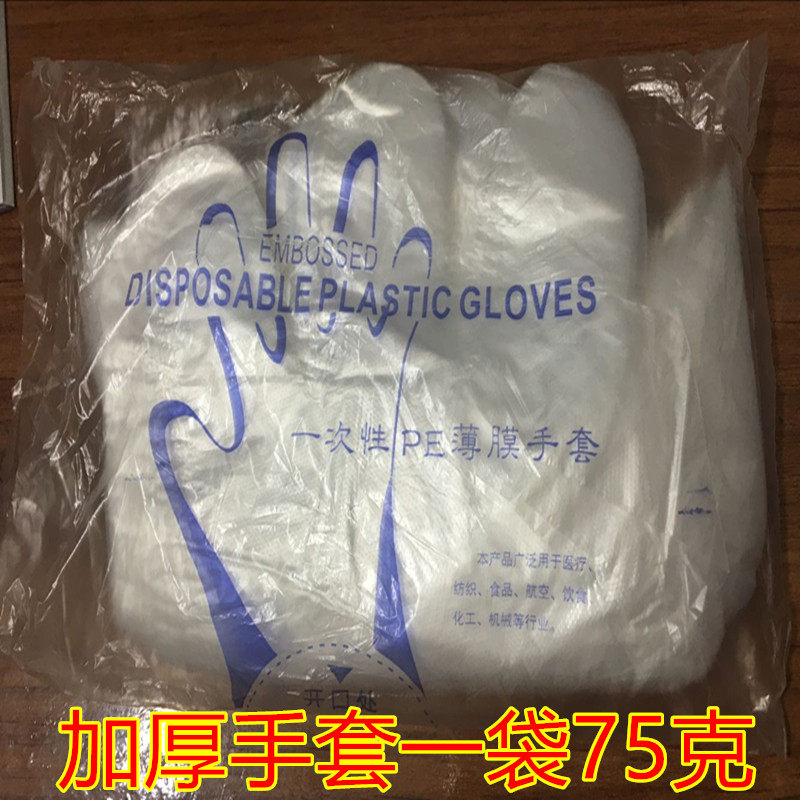 EMBOSSED
DISPOSABLE PLASTIC GLOVES
一次性PE薄膜手套
本产品广泛用于医疗、
纺织、食品、航空、饮食
化工、机械等行业。
开口处
加厚手套一袋75克